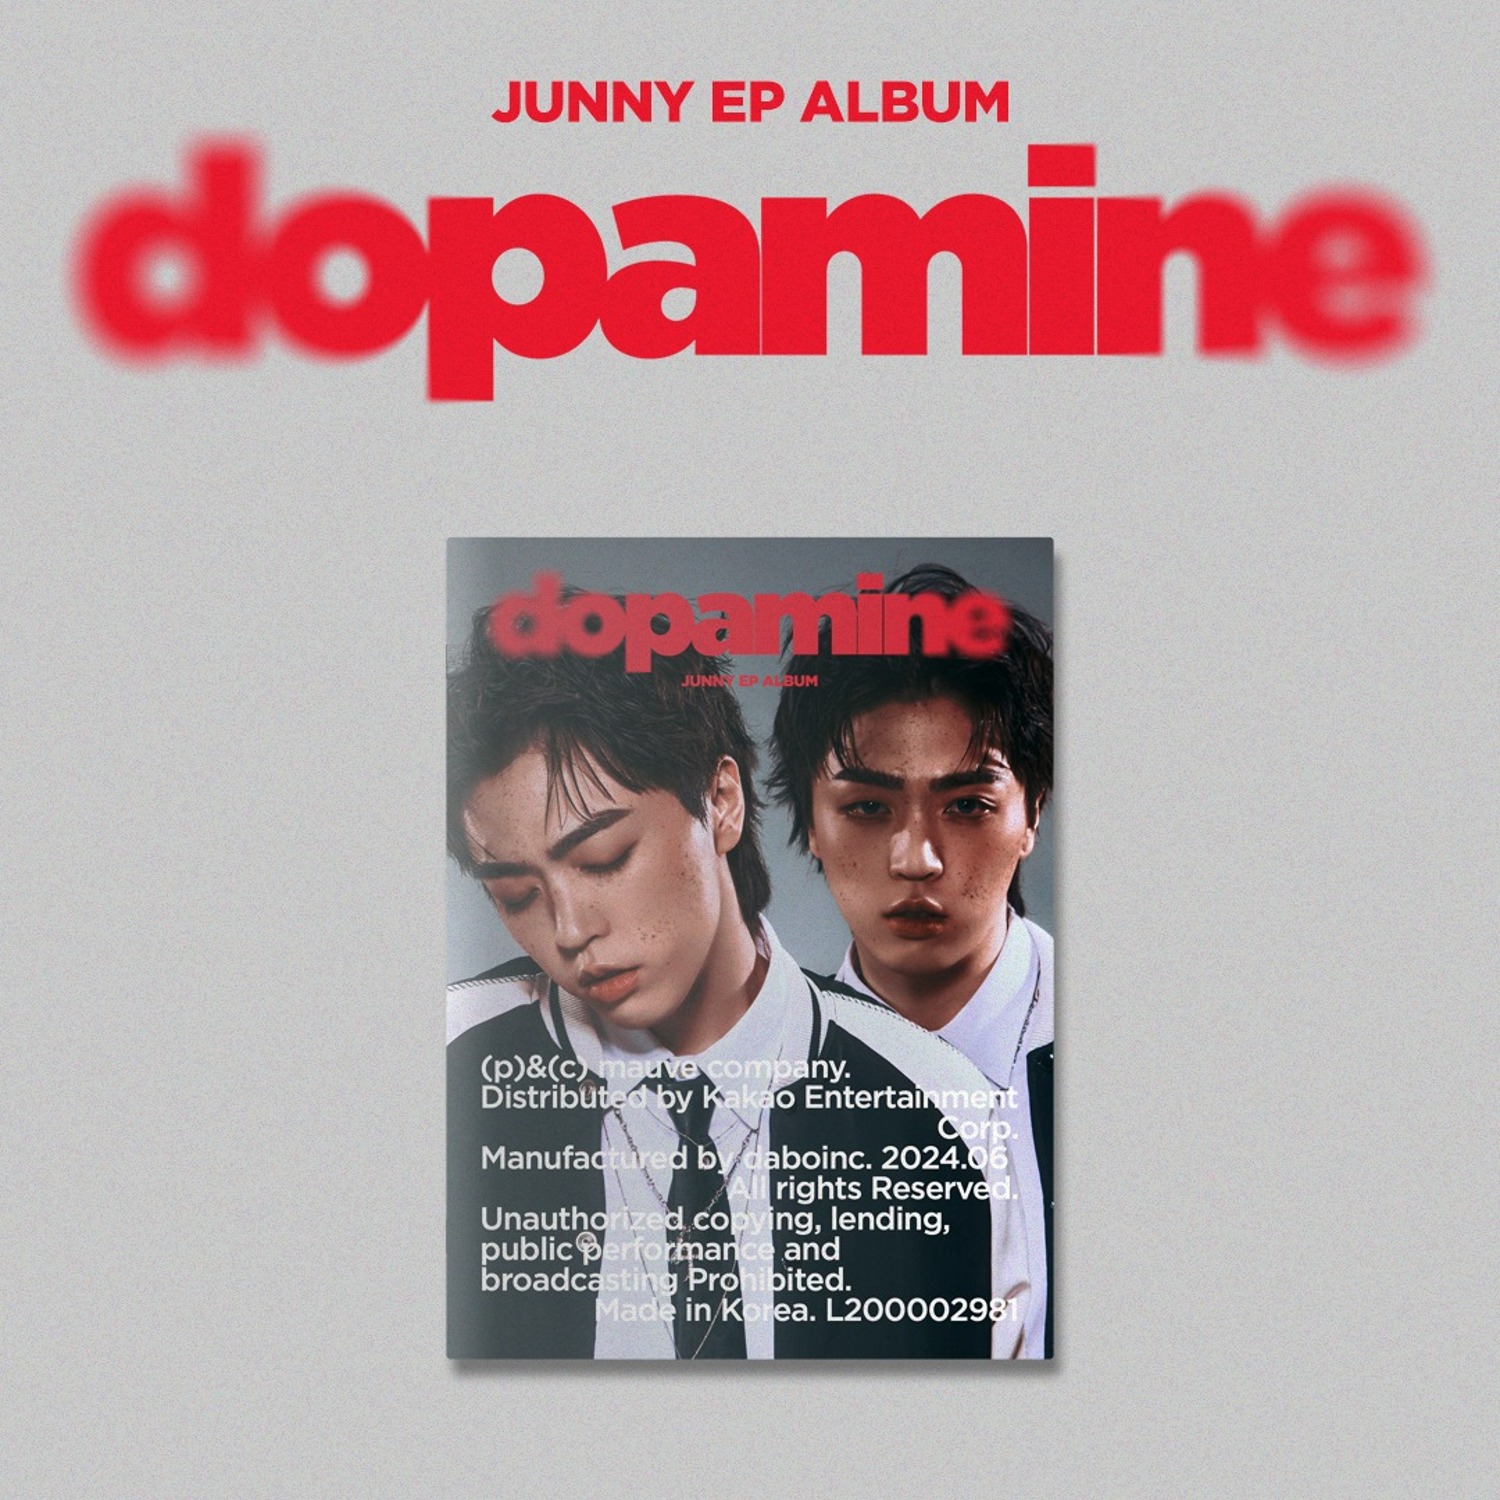 JUNNY EP ALBUM
dopamine
dopamine
JUNNY EP ALBUM
(p)&(c) mauve company.
Distributed by Kakao Entertainment
Corp.
Manufactured by daboinc. 2024.06
All rights Reserved.
Unauthorized copying, lending,
public performance and
broadcasting Prohibited.
Made in Korea. L200002981